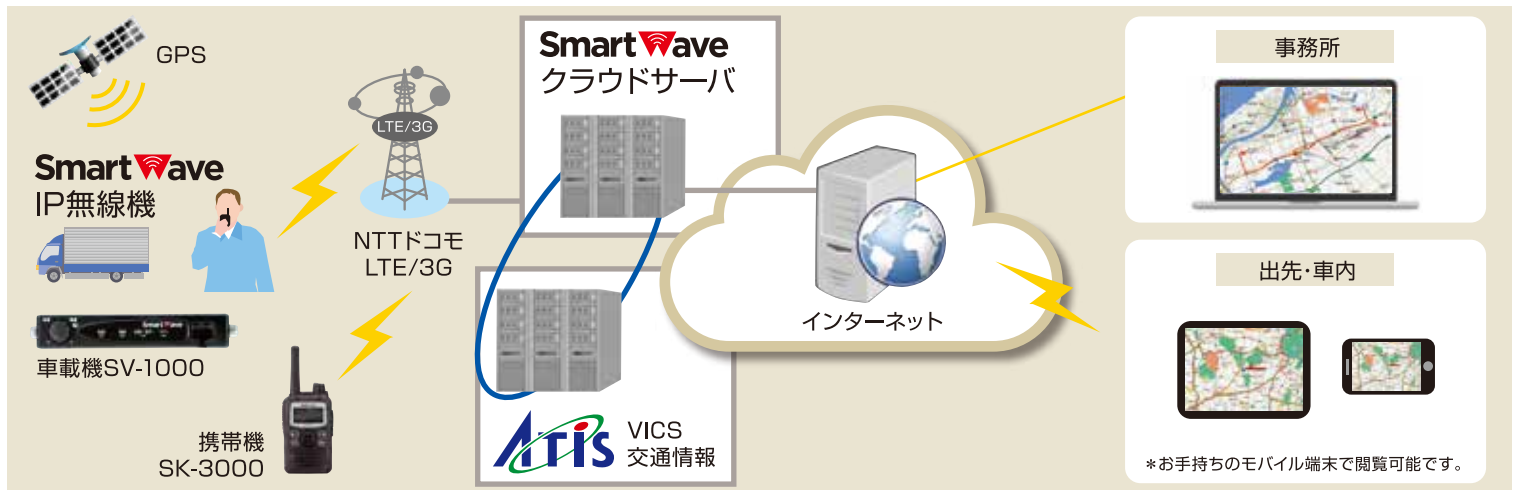 GPS
SmartWave
IP無線機
車載機SV-1000
携帯機
SK-3000
LTE/3G
NTTドコモ
LTE/3G
SmartWave
クラウドサーバ
ATIS
VICS
交通情報
インターネット
事務所
出先・車内
＊お手持ちのモバイル端末で閲覧可能です。
SmartWave